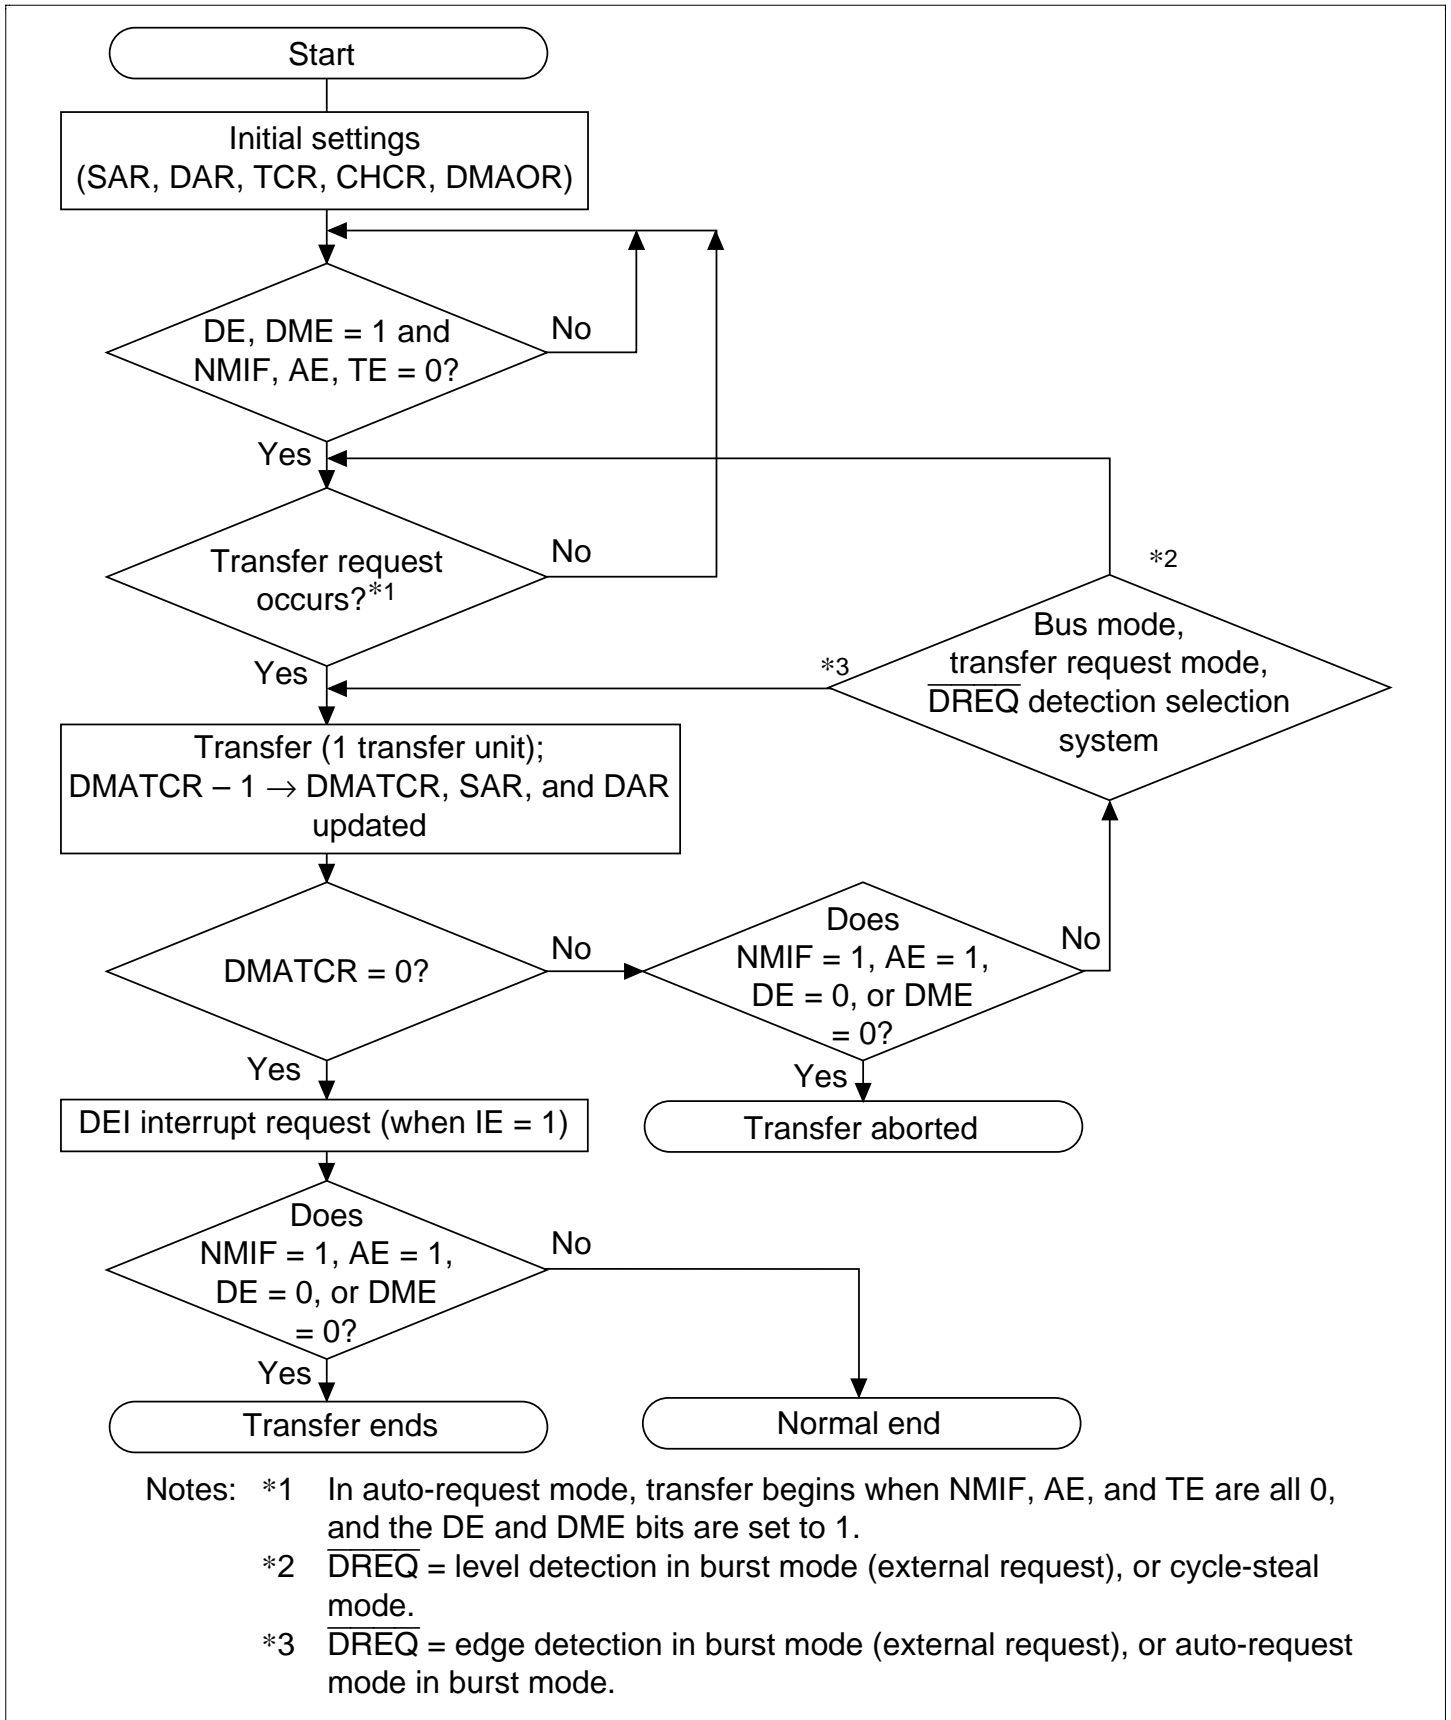 Start
Initial settings
(SAR, DAR, TCR, CHCR, DMAOR)
DE, DME = 1 and
NMIF, AE, TE = 0?
No
Yes
Transfer request
occurs?*1
No
Yes
*2
Bus mode,
transfer request mode,
D̅R̅E̅Q̅ detection selection
system
*3
Transfer (1 transfer unit);
DMATCR – 1 → DMATCR, SAR, and DAR
updated
DMATCR = 0?
No
Does
NMIF = 1, AE = 1,
DE = 0, or DME
= 0?
No
Yes
Yes
DEI interrupt request (when IE = 1)
Transfer aborted
Does
NMIF = 1, AE = 1,
DE = 0, or DME
= 0?
No
Yes
Transfer ends
Normal end
Notes: *1 In auto-request mode, transfer begins when NMIF, AE, and TE are all 0,
and the DE and DME bits are set to 1.
*2 D̅R̅E̅Q̅ = level detection in burst mode (external request), or cycle-steal
mode.
*3 D̅R̅E̅Q̅ = edge detection in burst mode (external request), or auto-request
mode in burst mode.